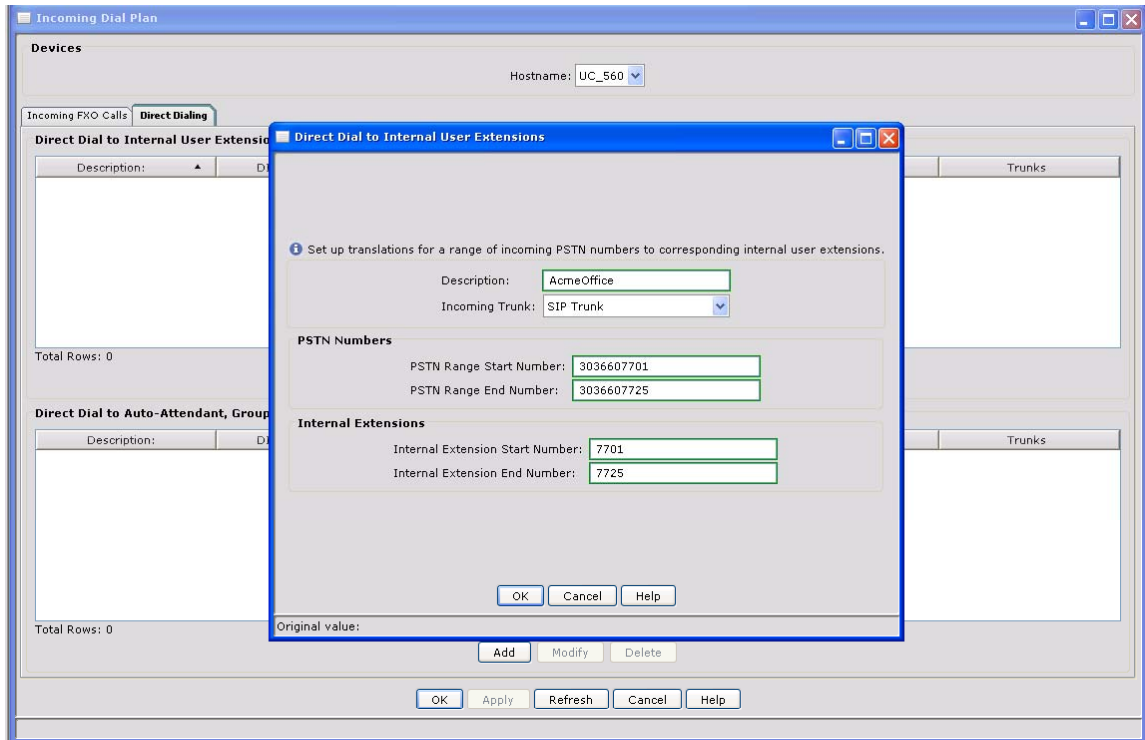 Incoming Dial Plan
Devices
Hostname: UC_560
Incoming FXO Calls Direct Dialing
Direct Dial to Internal User Extensio
Description: DI Trunks
Total Rows: 0
Direct Dial to Auto-Attendant, Group
Description: DI Trunks
Total Rows: 0
Add Modify Delete
OK Apply Refresh Cancel Help
Direct Dial to Internal User Extensions
Set up translations for a range of incoming PSTN numbers to corresponding internal user extensions.
Description: AcmeOffice
Incoming Trunk: SIP Trunk
PSTN Numbers
PSTN Range Start Number: 3036607701
PSTN Range End Number: 3036607725
Internal Extensions
Internal Extension Start Number: 7701
Internal Extension End Number: 7725
OK Cancel Help
Original value: